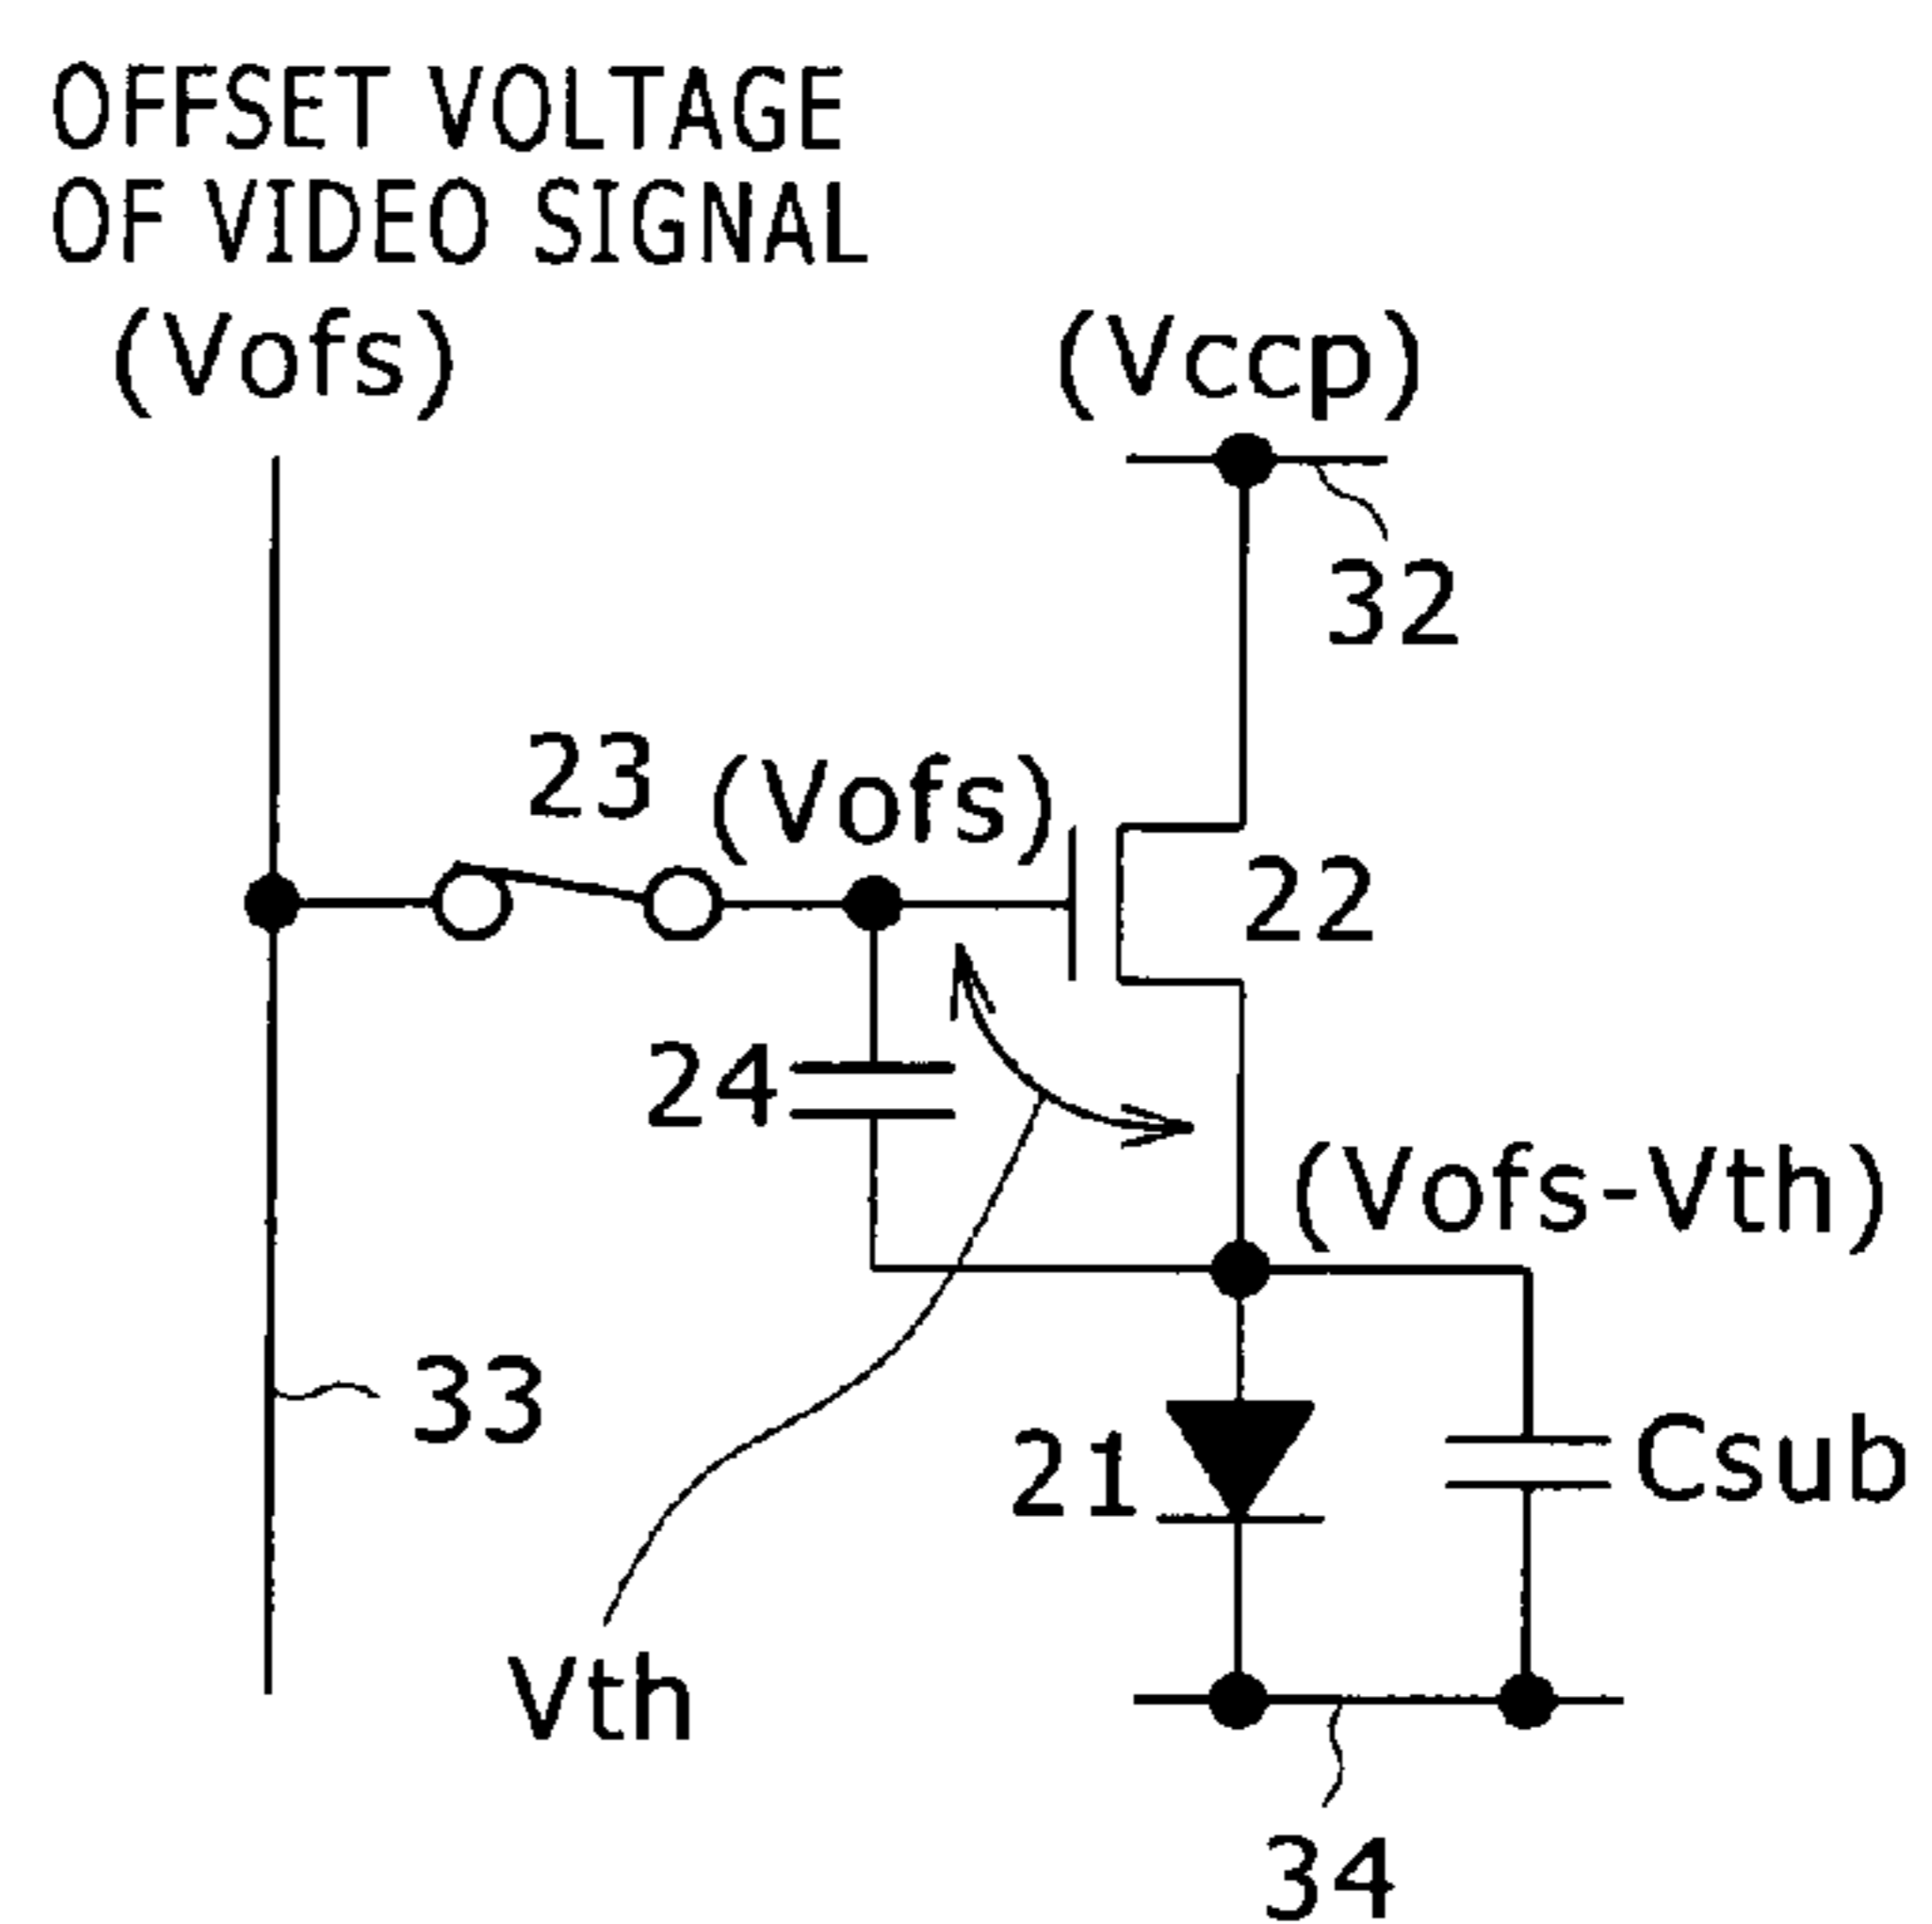 OFFSET VOLTAGE
OF VIDEO SIGNAL
(Vofs)
(Vccp)
32
23
(Vofs)
22
24
(Vofs-Vth)
33
21
Csub
Vth
34